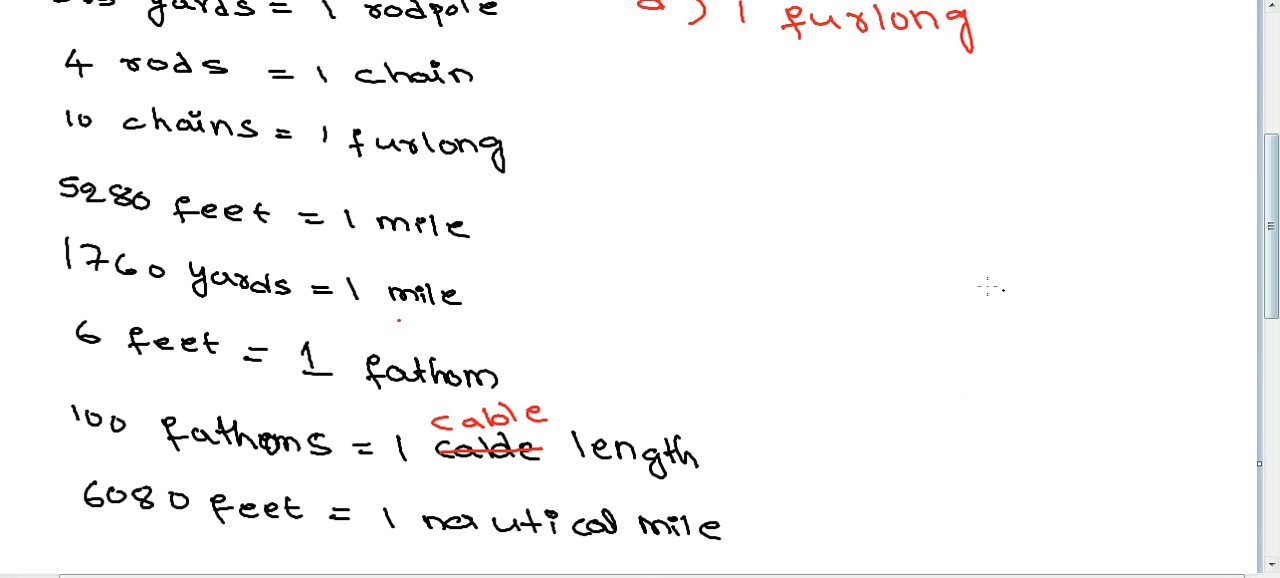 yards = 1 rodpole
) 1 furlong
4 rods = 1 chain
10 chains = 1 furlong
5280 feet = 1 mile
1760 yards = 1 mile
6 feet = 1 fathom
cable
100 fathoms = 1 calde length
6080 feet = 1 nautical mile